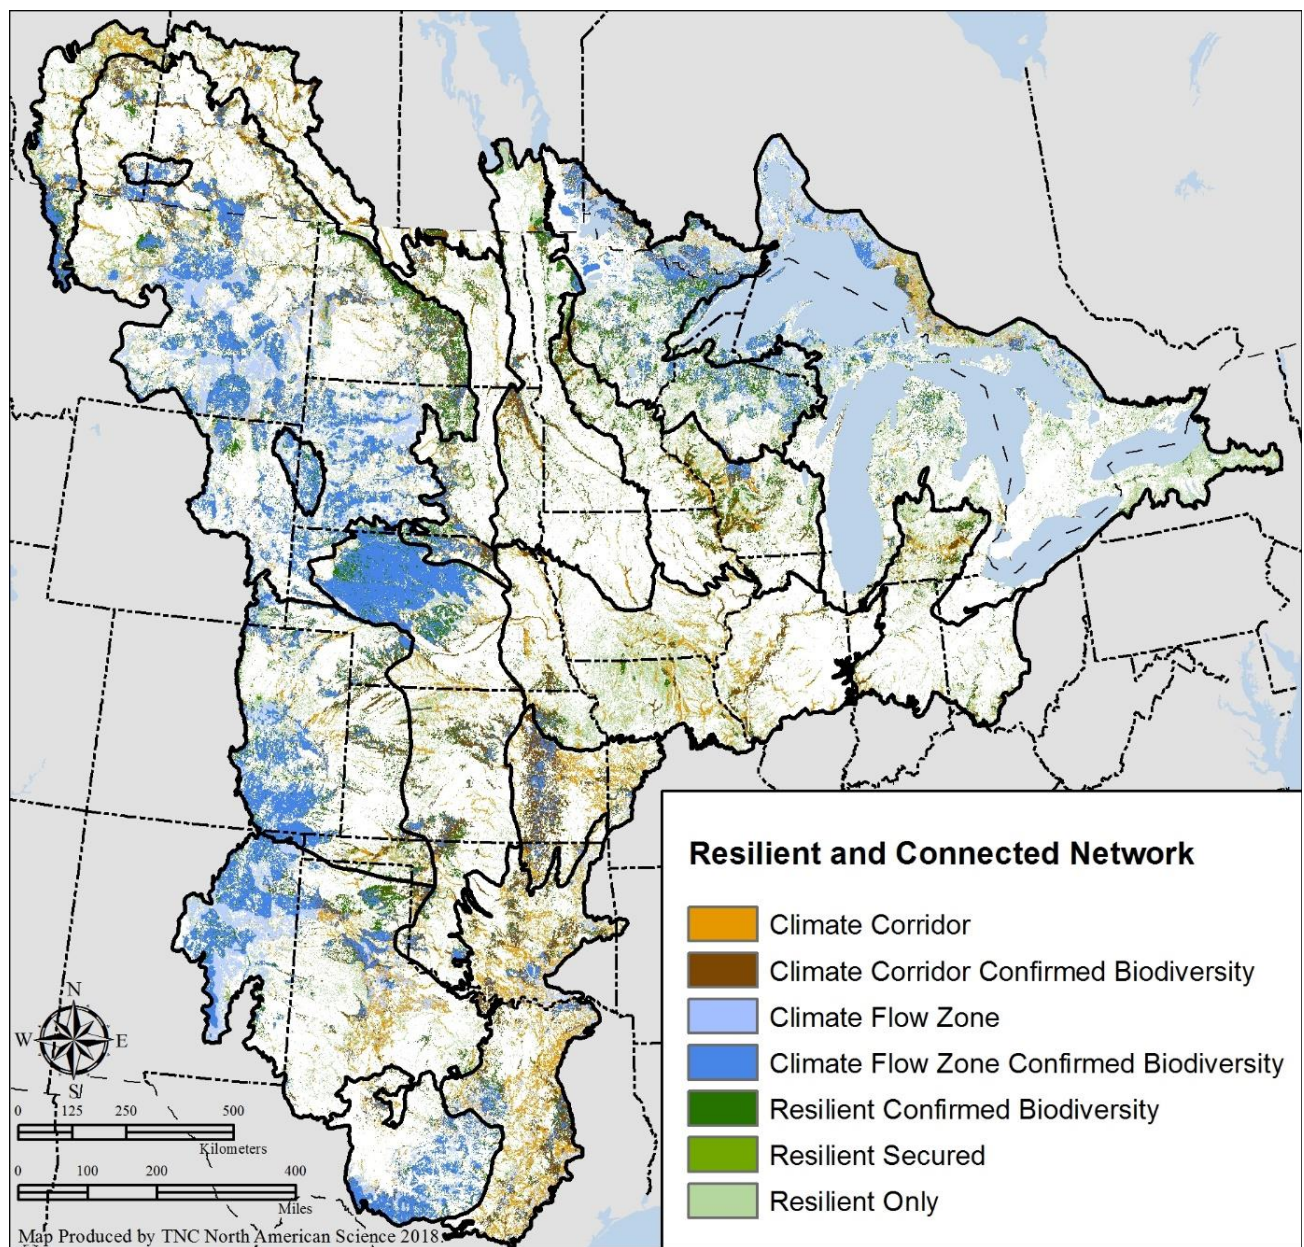 Resilient and Connected Network
Climate Corridor
Climate Corridor Confirmed Biodiversity
Climate Flow Zone
Climate Flow Zone Confirmed Biodiversity
Resilient Confirmed Biodiversity
Resilient Secured
Resilient Only
N
W E
S
0 125 250 500
Kilometers
0 100 200 400
Miles
Map Produced by TNC North American Science 2018.